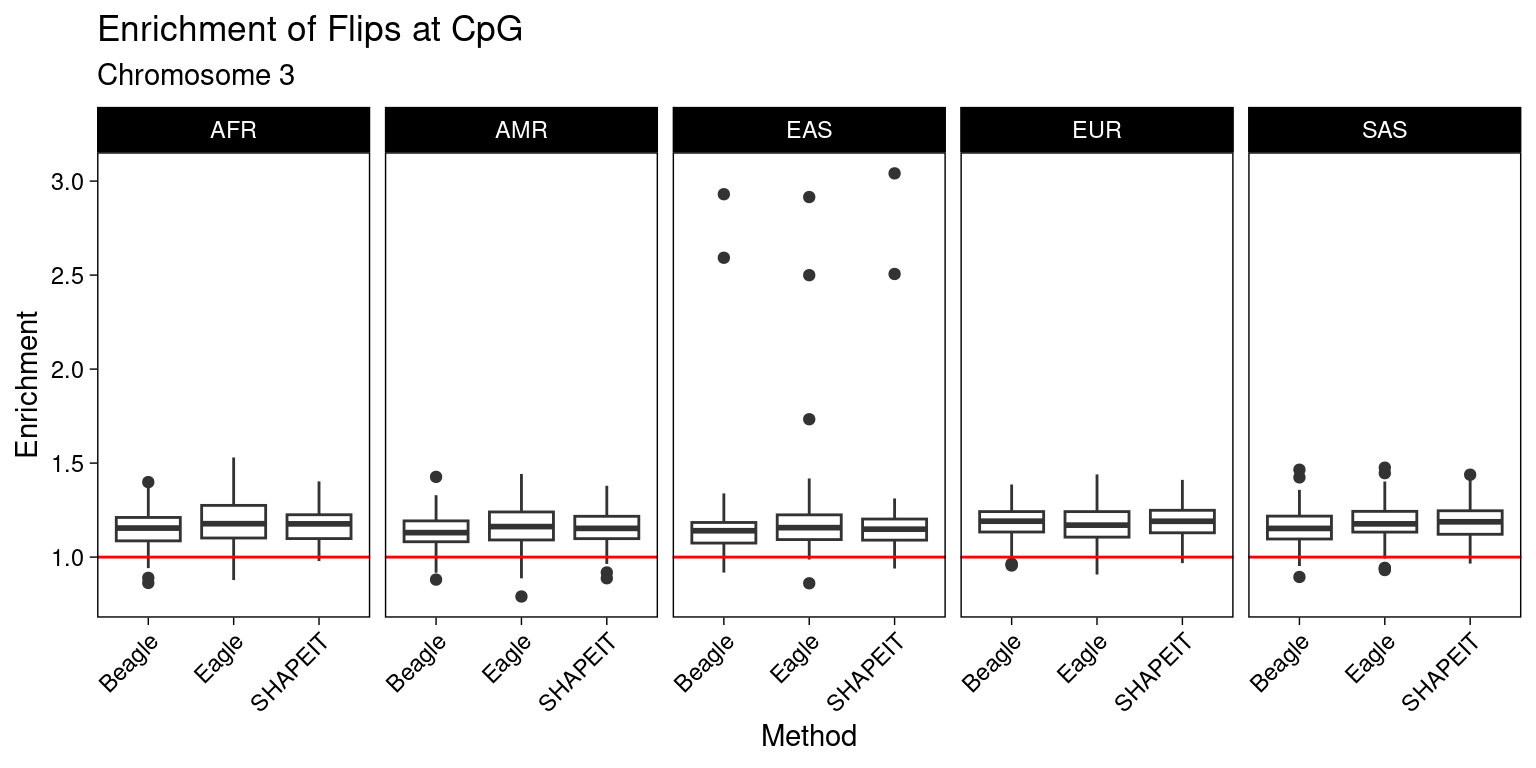 Enrichment of Flips at CpG
Chromosome 3
AFR AMR EAS EUR SAS
Enrichment
3.0
2.5
2.0
1.5
1.0
Beagle Eagle SHAPEIT Beagle Eagle SHAPEIT Beagle Eagle SHAPEIT Beagle Eagle SHAPEIT Beagle Eagle SHAPEIT
Method